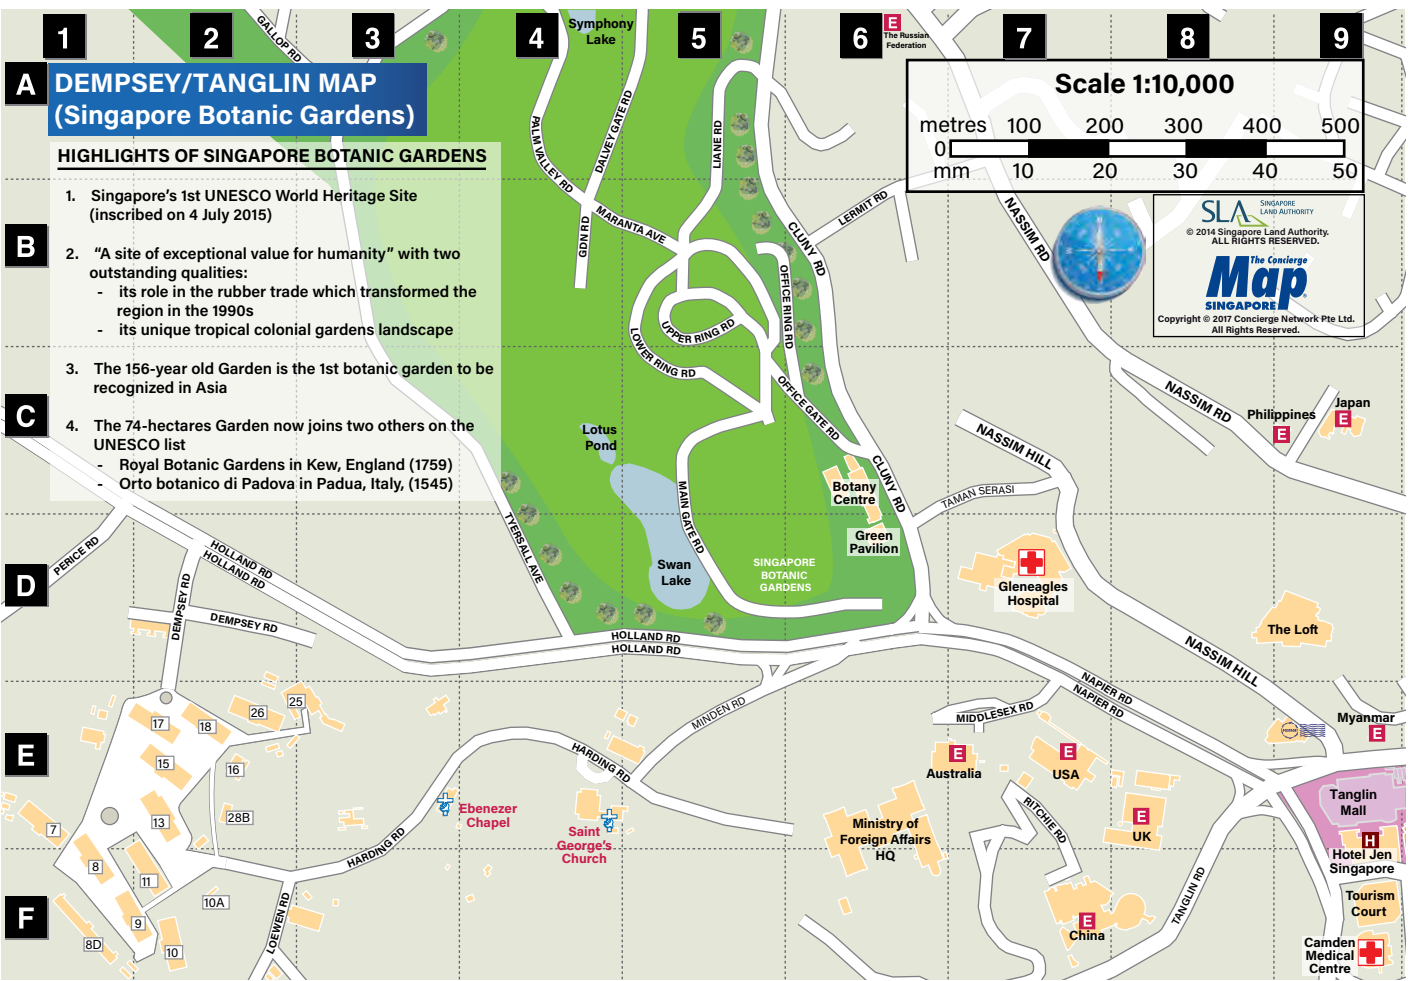 1 2 3 4 5 6 7 8 9
A
B
C
D
E
F
DEMPSEY/TANGLIN MAP
(Singapore Botanic Gardens)
HIGHLIGHTS OF SINGAPORE BOTANIC GARDENS
1. Singapore's 1st UNESCO World Heritage Site
(inscribed on 4 July 2015)
2. "A site of exceptional value for humanity" with two
outstanding qualities:
- its role in the rubber trade which transformed the
region in the 1990s
- its unique tropical colonial gardens landscape
3. The 156-year old Garden is the 1st botanic garden to be
recognized in Asia
4. The 74-hectares Garden now joins two others on the
UNESCO list
- Royal Botanic Gardens in Kew, England (1759)
- Orto botanico di Padova in Padua, Italy, (1545)
Scale 1:10,000
metres 100 200 300 400 500
0
mm 10 20 30 40 50
SLA
SINGAPORE
LAND AUTHORITY
© 2014 Singapore Land Authority.
ALL RIGHTS RESERVED.
The Concierge
Map
SINGAPORE
Copyright © 2017 Concierge Network Pte Ltd.
All Rights Reserved.
GALLOP RD
Symphony
Lake
E
The Russian
Federation
PALM VALLEY RD
DALVEY GATE RD
LIANE RD
GDN RD
MARANTA AVE
CLUNY RD
LERMIT RD
NASSIM RD
OFFICE RING RD
UPPER RING RD
LOWER RING RD
OFFICE GATE RD
NASSIM RD
Philippines
E
Japan
E
Lotus
Pond
MAIN GATE RD
Botany
Centre
CLUNY RD
NASSIM HILL
TAMAN SERASI
Green
Pavilion
TYERSALL AVE
Swan
Lake
SINGAPORE
BOTANIC
GARDENS
Gleneagles
Hospital
The Loft
PERICE RD
HOLLAND RD
HOLLAND RD
DEMPSEY RD
DEMPSEY RD
HOLLAND RD
HOLLAND RD
NASSIM HILL
NAPIER RD
NAPIER RD
MINDEN RD
MIDDLESEX RD
Myanmar
E
17
18
26
25
15
16
13
28B
7
8
11
10A
9
8D
10
HARDING RD
HARDING RD
Ebenezer
Chapel
Saint
George's
Church
LOEWEN RD
E
Australia
E
USA
E
UK
RITCHIE RD
Ministry of
Foreign Affairs
HQ
E
China
TANGLIN RD
Tanglin
Mall
H
Hotel Jen
Singapore
Tourism
Court
Camden
Medical
Centre